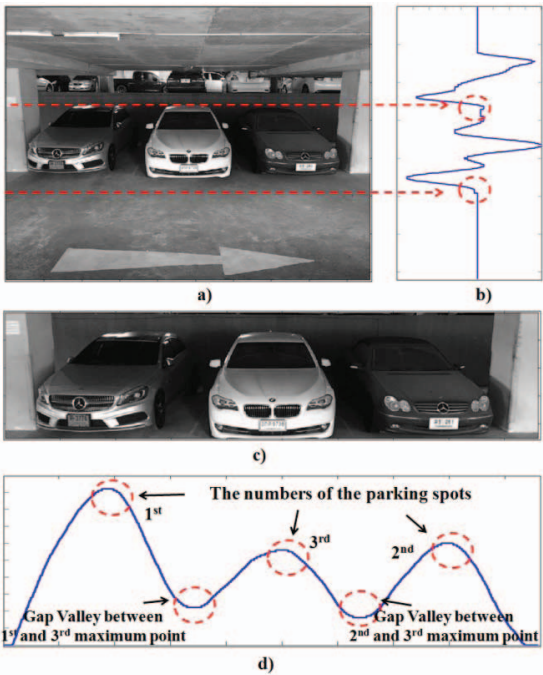 a)
b)
c)
The numbers of the parking spots
1st
3rd
2nd
Gap Valley between
1st and 3rd maximum point
Gap Valley between
2nd and 3rd maximum point
d)